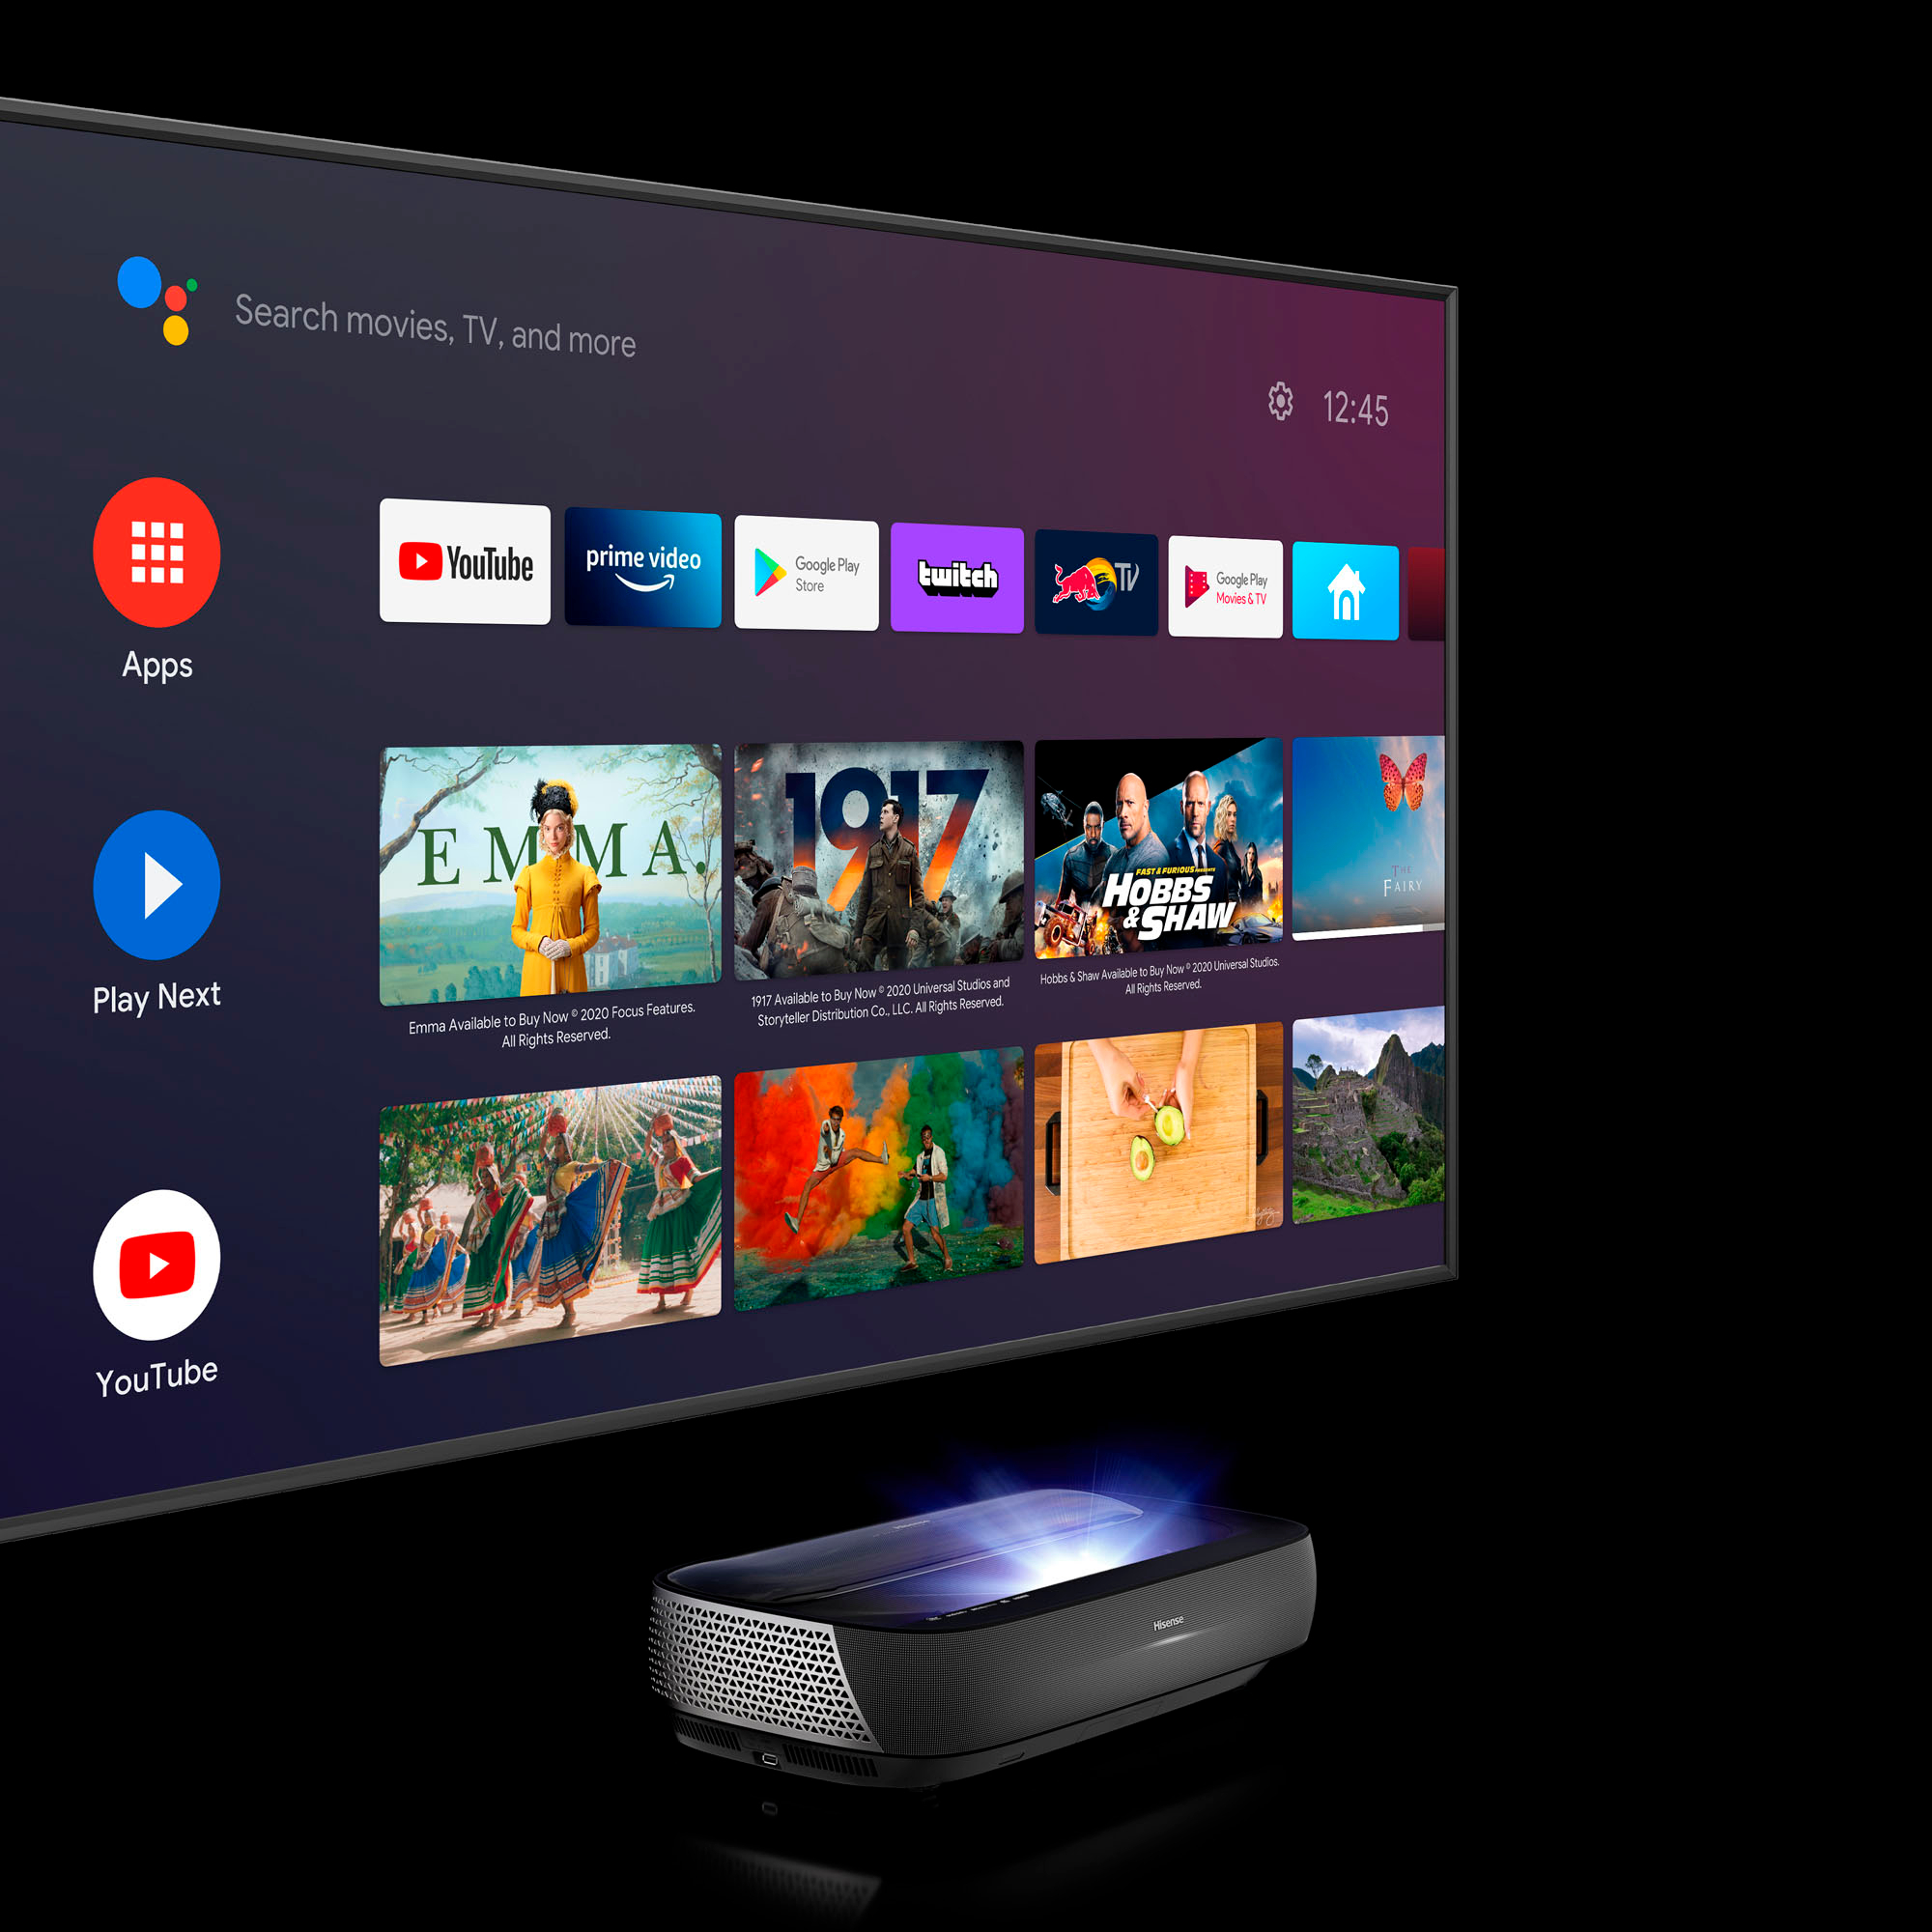 Search movies, TV, and more
12:45
YouTube
prime video
Google Play
Store
twitch
TV
Google Play
Movies & TV
Apps
EMMA.
1917
FAST & FURIOUS PRESENTS
HOBBS
& SHAW
THE
FAIRY
Play Next
Emma Available to Buy Now © 2020 Focus Features.
All Rights Reserved.
1917 Available to Buy Now © 2020 Universal Studios and
Storyteller Distribution Co., LLC. All Rights Reserved.
Hobbs & Shaw Available to Buy Now © 2020 Universal Studios.
All Rights Reserved.
YouTube
Hisense